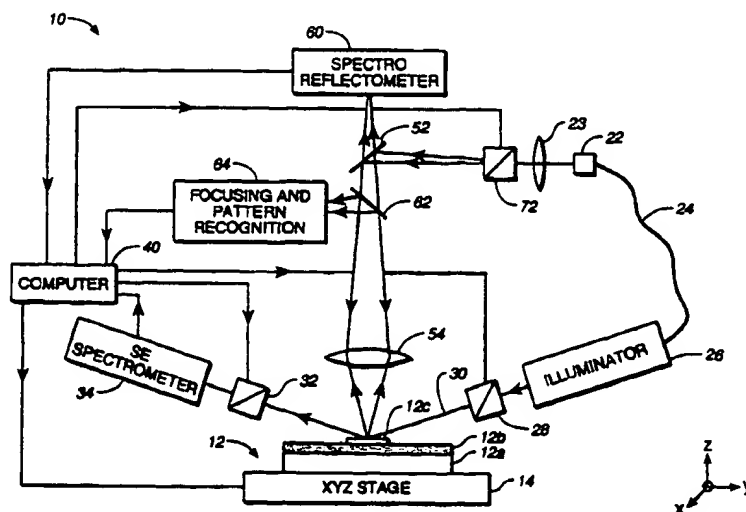 10
60
SPECTRO
REFLECTOMETER
52
23
22
64
FOCUSING AND
PATTERN
RECOGNITION
62
72
24
40
COMPUTER
54
SE
SPECTROMETER
34
32
30
ILLUMINATOR
26
28
12c
12b
12a
12
XYZ STAGE
14
Z
Y
X